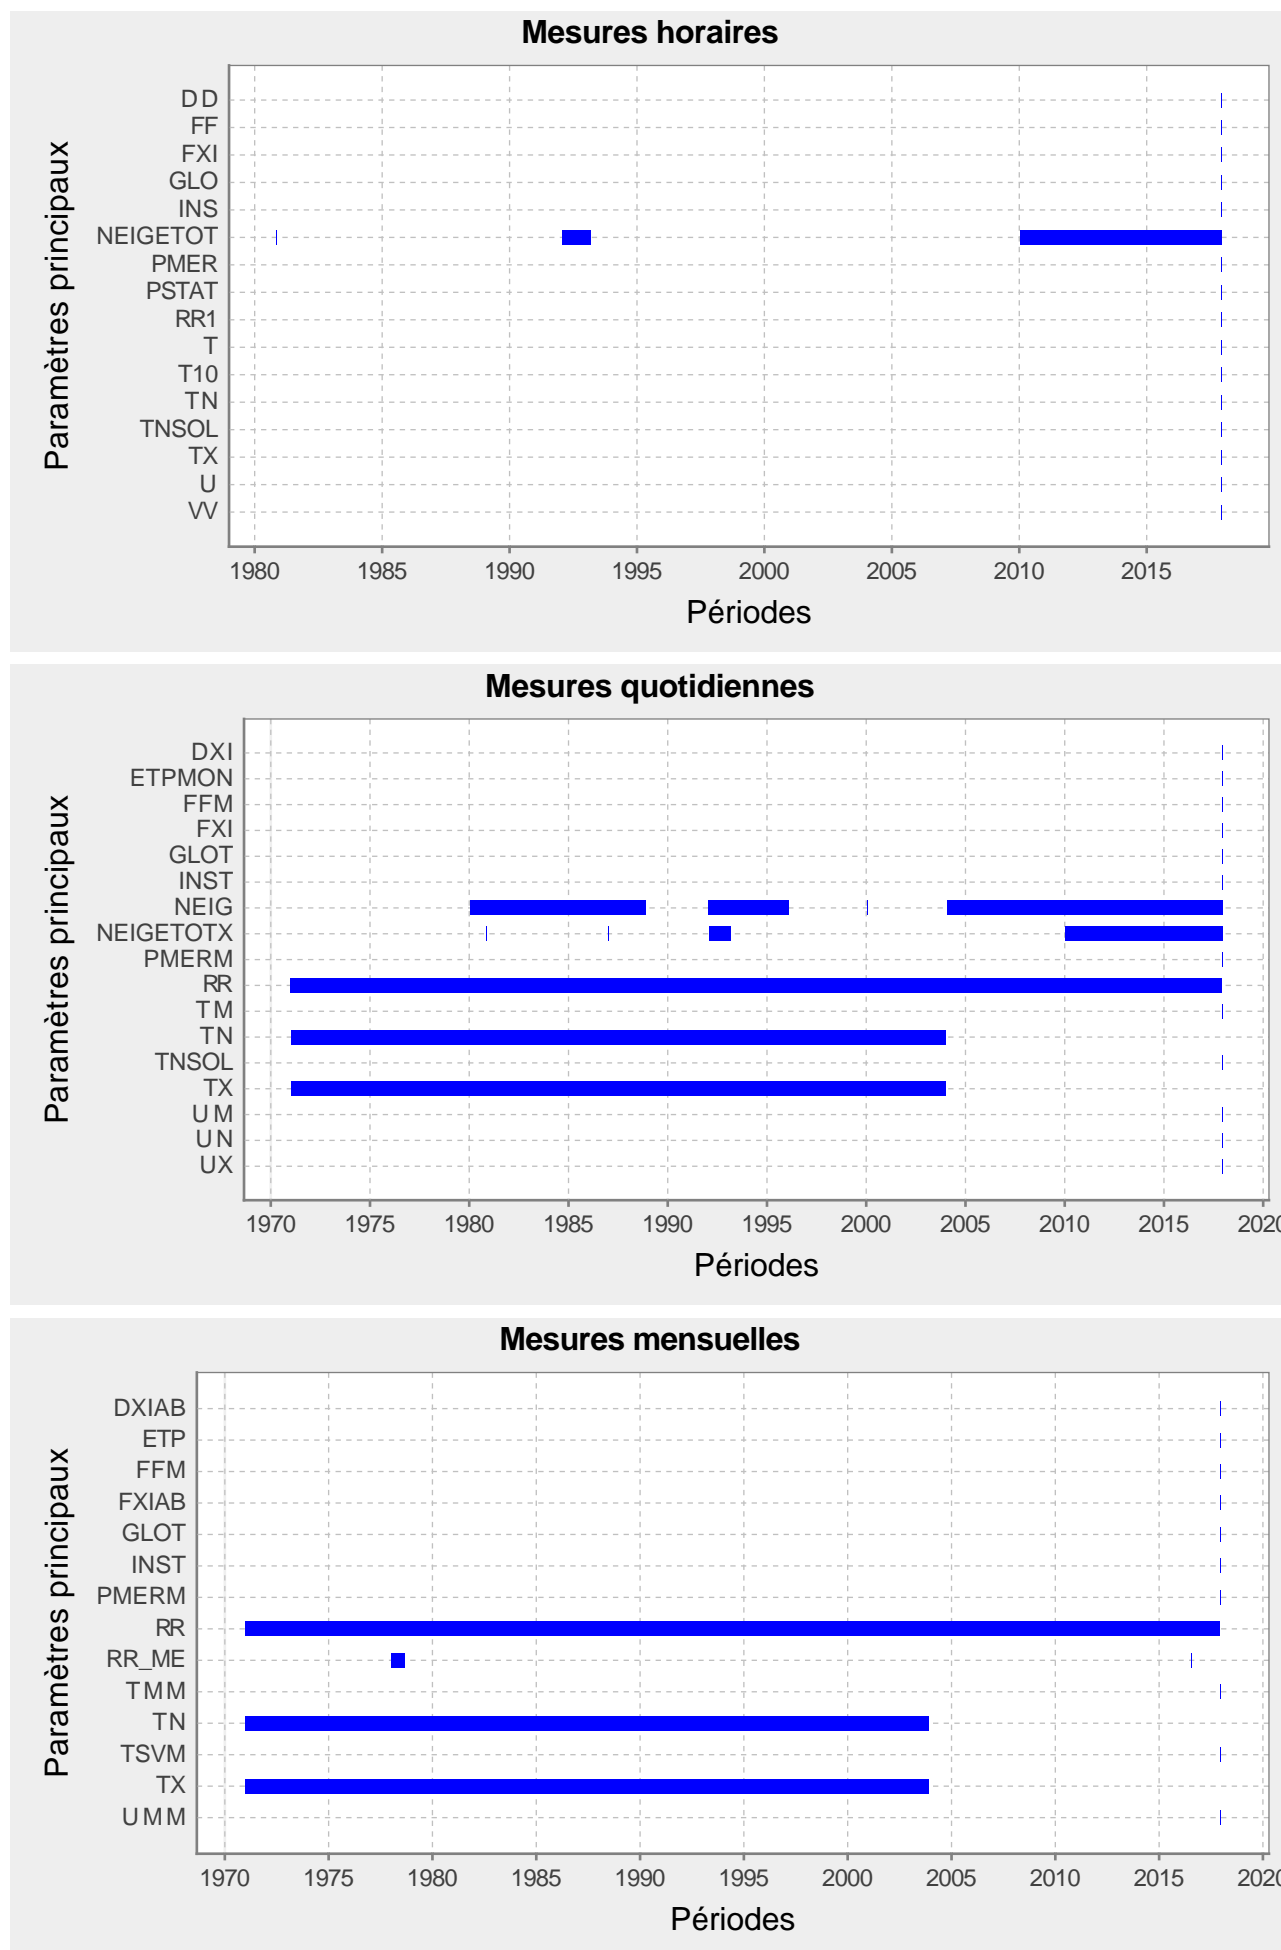 Mesures horaires
Paramètres principaux
DD
FF
FXI
GLO
INS
NEIGETOT
PMER
PSTAT
RR1
T
T10
TN
TNSOL
TX
U
VV
1980 1985 1990 1995 2000 2005 2010 2015
Périodes
Mesures quotidiennes
Paramètres principaux
DXI
ETPMON
FFM
FXI
GLOT
INST
NEIG
NEIGETOTX
PMERM
RR
TM
TN
TNSOL
TX
UM
UN
UX
1970 1975 1980 1985 1990 1995 2000 2005 2010 2015 2020
Périodes
Mesures mensuelles
Paramètres principaux
DXIAB
ETP
FFM
FXIAB
GLOT
INST
PMERM
RR
RR_ME
TMM
TN
TSVM
TX
UMM
1970 1975 1980 1985 1990 1995 2000 2005 2010 2015 2020
Périodes